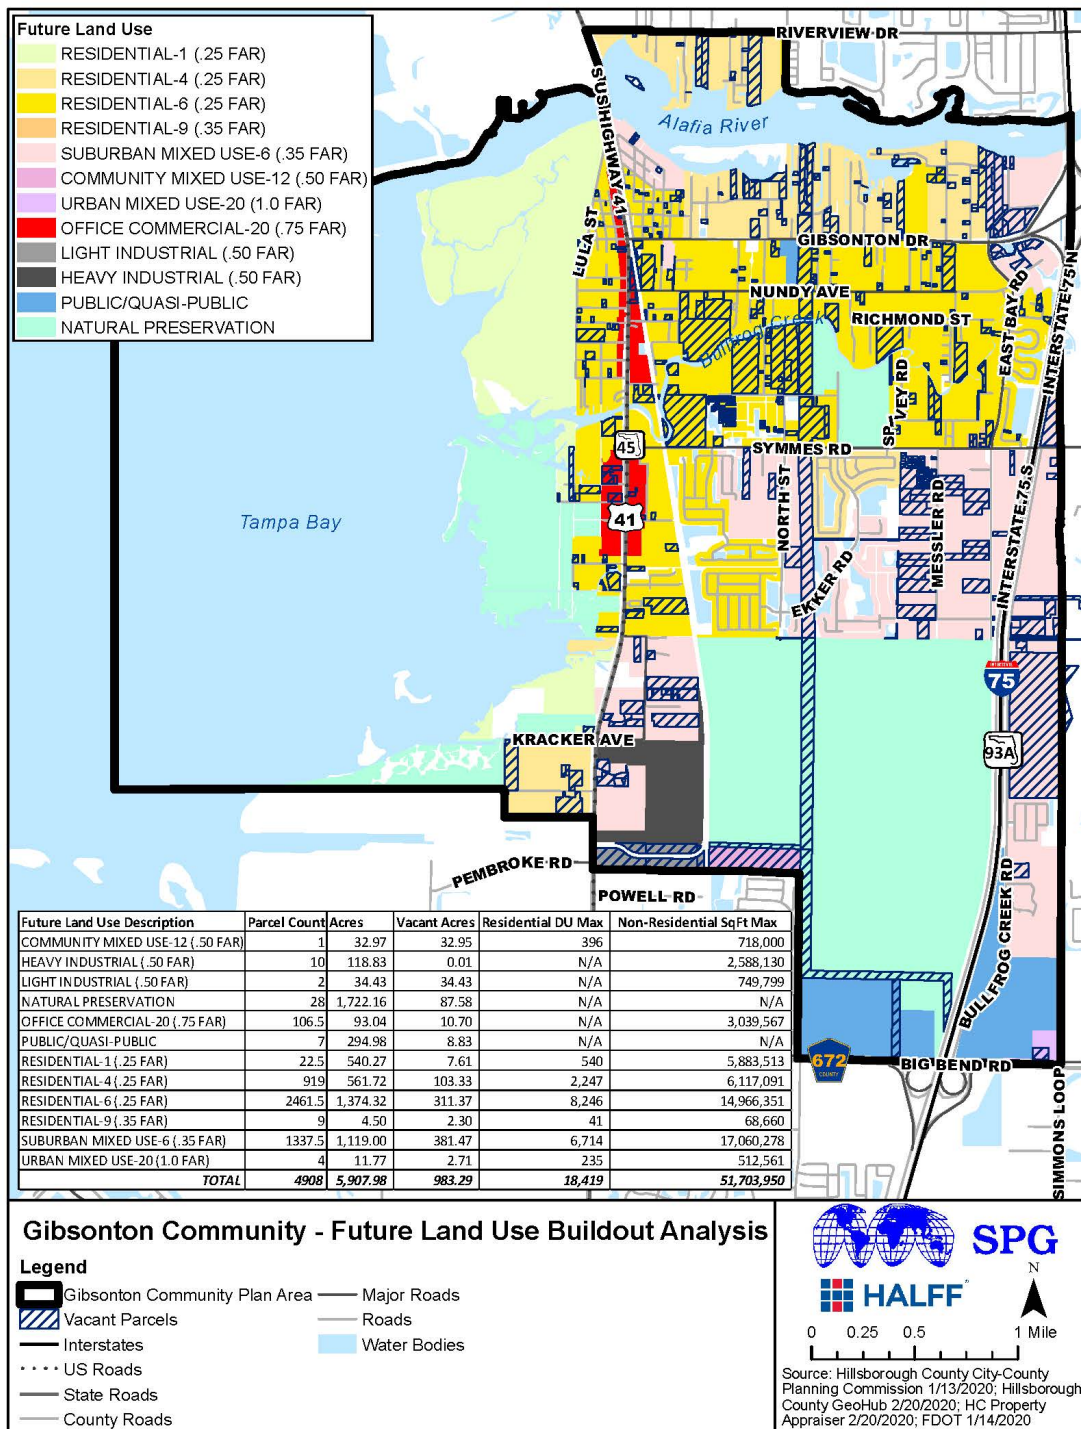 Future Land Use
RESIDENTIAL-1 (.25 FAR)
RESIDENTIAL-4 (.25 FAR)
RESIDENTIAL-6 (.25 FAR)
RESIDENTIAL-9 (.35 FAR)
SUBURBAN MIXED USE-6 (.35 FAR)
COMMUNITY MIXED USE-12 (.50 FAR)
URBAN MIXED USE-20 (1.0 FAR)
OFFICE COMMERCIAL-20 (.75 FAR)
LIGHT INDUSTRIAL (.50 FAR)
HEAVY INDUSTRIAL (.50 FAR)
PUBLIC/QUASI-PUBLIC
NATURAL PRESERVATION
RIVERVIEW DR
S US HIGHWAY 41
Alafia River
LULA ST
GIBSONTON DR
NUNDY AVE
RICHMOND ST
EAST BAY RD
INTERSTATE 75 N
Bullfrog Creek
SP VEY RD
SYMMES RD
45
41
Tampa Bay
NORTH ST
MESSLER RD
EKKER RD
INTERSTATE 75 S
75
93A
KRACKER AVE
PEMBROKE RD
POWELL RD
BULLFROG CREEK RD
672
COUNTY
BIG BEND RD
SIMMONS LOOP
Future Land Use Description Parcel Count Acres Vacant Acres Residential DU Max Non-Residential SqFt Max
COMMUNITY MIXED USE-12 (.50 FAR) 1 32.97 32.95 396 718,000
HEAVY INDUSTRIAL (.50 FAR) 10 118.83 0.01 N/A 2,588,130
LIGHT INDUSTRIAL (.50 FAR) 2 34.43 34.43 N/A 749,799
NATURAL PRESERVATION 28 1,722.16 87.58 N/A N/A
OFFICE COMMERCIAL-20 (.75 FAR) 106.5 93.04 10.70 N/A 3,039,567
PUBLIC/QUASI-PUBLIC 7 294.98 8.83 N/A N/A
RESIDENTIAL-1 (.25 FAR) 22.5 540.27 7.61 540 5,883,513
RESIDENTIAL-4 (.25 FAR) 919 561.72 103.33 2,247 6,117,091
RESIDENTIAL-6 (.25 FAR) 2461.5 1,374.32 311.37 8,246 14,966,351
RESIDENTIAL-9 (.35 FAR) 9 4.50 2.30 41 68,660
SUBURBAN MIXED USE-6 (.35 FAR) 1337.5 1,119.00 381.47 6,714 17,060,278
URBAN MIXED USE-20 (1.0 FAR) 4 11.77 2.71 235 512,561
TOTAL 4908 5,907.98 983.29 18,419 51,703,950
Gibsonton Community - Future Land Use Buildout Analysis
Legend
Gibsonton Community Plan Area
Vacant Parcels
Interstates
US Roads
State Roads
County Roads
Major Roads
Roads
Water Bodies
SPG
HALFF
N
0 0.25 0.5 1 Mile
Source: Hillsborough County City-County
Planning Commission 1/13/2020; Hillsborough
County GeoHub 2/20/2020; HC Property
Appraiser 2/20/2020; FDOT 1/14/2020